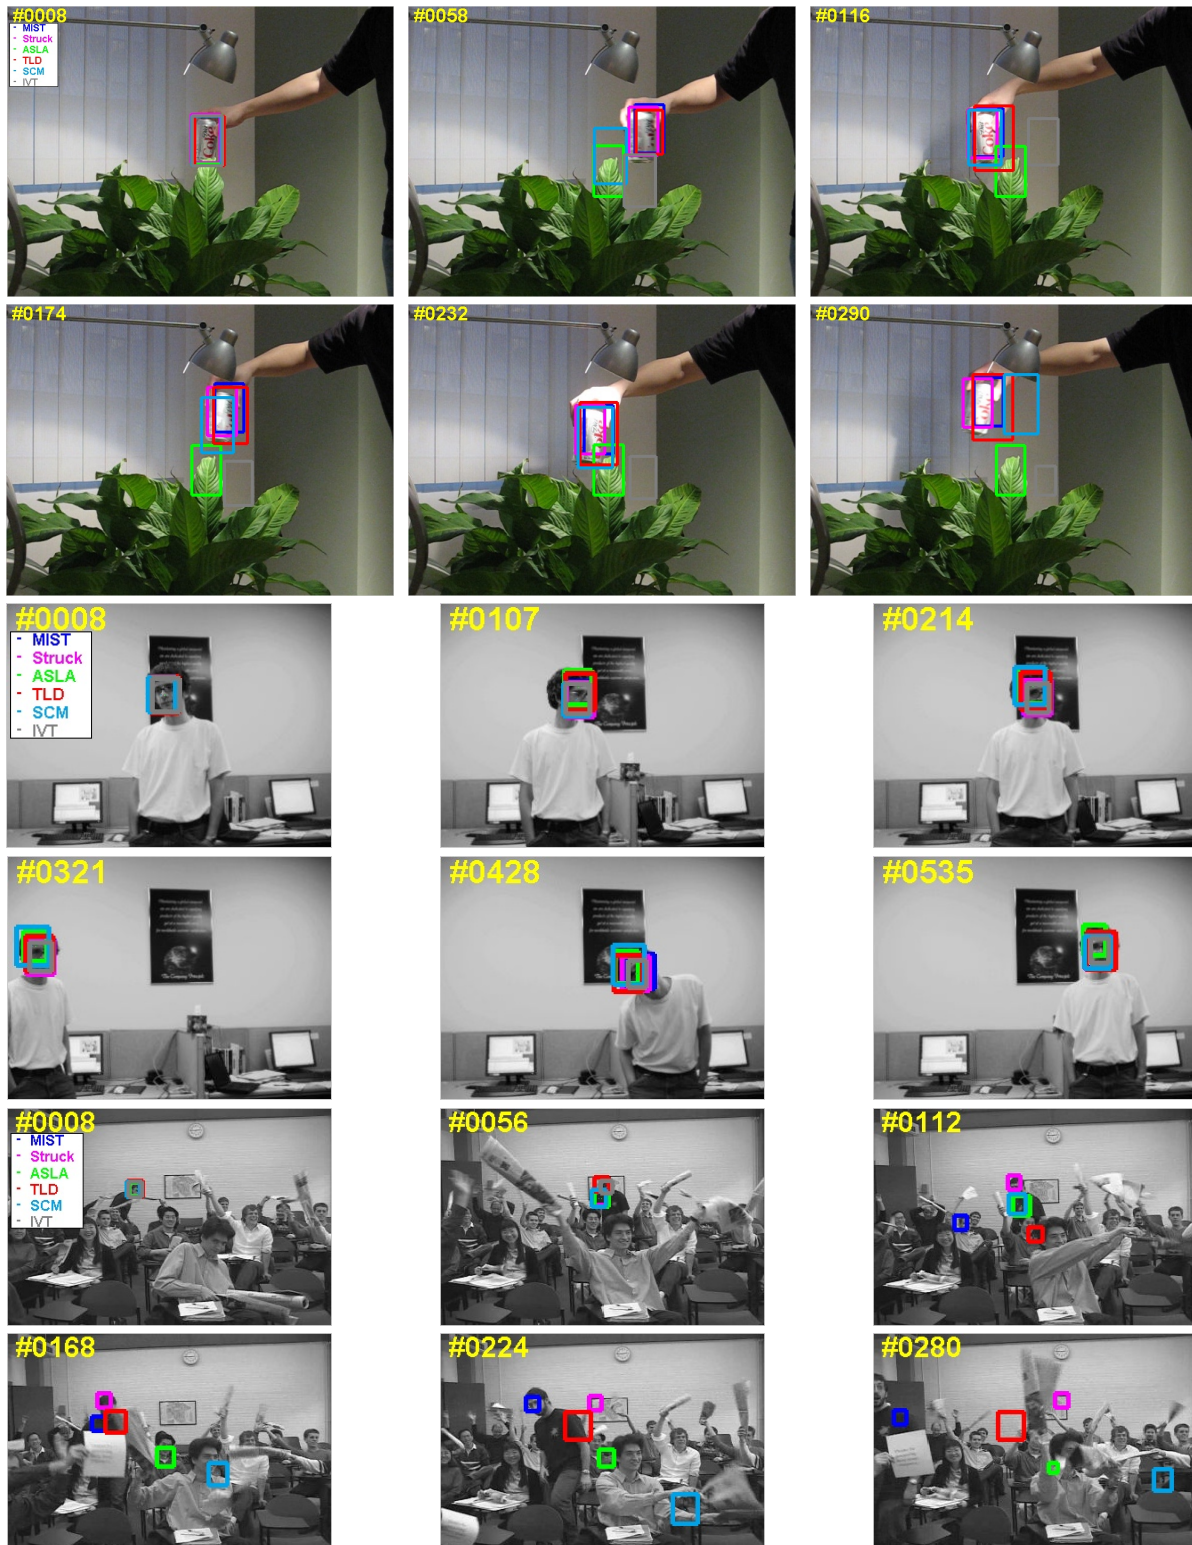 #0008
- MIST
- Struck
- ASLA
- TLD
- SCM
- IVT
#0058
#0116
#0174
#0232
#0290
#0008
- MIST
- Struck
- ASLA
- TLD
- SCM
- IVT
#0107
#0214
#0321
#0428
#0535
#0008
- MIST
- Struck
- ASLA
- TLD
- SCM
- IVT
#0056
#0112
#0168
#0224
#0280